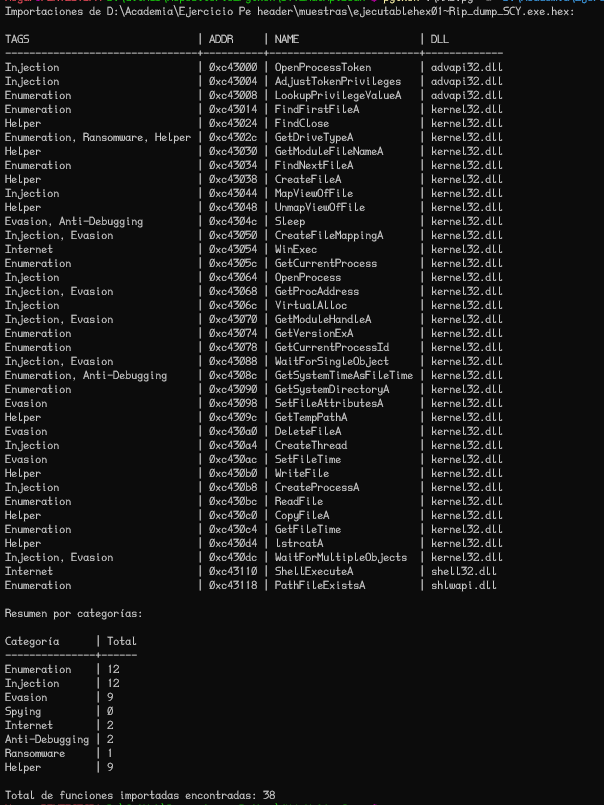 Importaciones de D:\Academia\Ejercicio Pe header\muestras\ejecutablehex01-Rip_dump_SCY.exe.hex:
TAGS | ADDR | NAME | DLL
Injection | 0xc43000 | OpenProcessToken | advapi32.dll
Injection | 0xc43004 | AdjustTokenPrivileges | advapi32.dll
Enumeration | 0xc43008 | LookupPrivilegeValueA | advapi32.dll
Enumeration | 0xc43014 | FindFirstFileA | kernel32.dll
Helper | 0xc43024 | FindClose | kernel32.dll
Enumeration, Ransomware, Helper | 0xc4302c | GetDriveTypeA | kernel32.dll
Helper | 0xc43030 | GetModuleFileNameA | kernel32.dll
Enumeration | 0xc43034 | FindNextFileA | kernel32.dll
Helper | 0xc43038 | CreateFileA | kernel32.dll
Injection | 0xc43044 | MapViewOfFile | kernel32.dll
Helper | 0xc43048 | UnmapViewOfFile | kernel32.dll
Evasion, Anti-Debugging | 0xc4304c | Sleep | kernel32.dll
Injection, Evasion | 0xc43050 | CreateFileMappingA | kernel32.dll
Internet | 0xc43054 | WinExec | kernel32.dll
Enumeration | 0xc4305c | GetCurrentProcess | kernel32.dll
Injection | 0xc43064 | OpenProcess | kernel32.dll
Injection, Evasion | 0xc43068 | GetProcAddress | kernel32.dll
Injection | 0xc4306c | VirtualAlloc | kernel32.dll
Injection, Evasion | 0xc43070 | GetModuleHandleA | kernel32.dll
Enumeration | 0xc43074 | GetVersionExA | kernel32.dll
Enumeration | 0xc43078 | GetCurrentProcessId | kernel32.dll
Injection, Evasion | 0xc43088 | WaitForSingleObject | kernel32.dll
Enumeration, Anti-Debugging | 0xc4308c | GetSystemTimeAsFileTime | kernel32.dll
Enumeration | 0xc43090 | GetSystemDirectoryA | kernel32.dll
Evasion | 0xc43098 | SetFileAttributesA | kernel32.dll
Helper | 0xc4309c | GetTempPathA | kernel32.dll
Evasion | 0xc430a0 | DeleteFileA | kernel32.dll
Injection | 0xc430a4 | CreateThread | kernel32.dll
Evasion | 0xc430ac | SetFileTime | kernel32.dll
Helper | 0xc430b0 | WriteFile | kernel32.dll
Injection | 0xc430b8 | CreateProcessA | kernel32.dll
Enumeration | 0xc430bc | ReadFile | kernel32.dll
Helper | 0xc430c0 | CopyFileA | kernel32.dll
Enumeration | 0xc430c4 | GetFileTime | kernel32.dll
Helper | 0xc430d4 | lstrcatA | kernel32.dll
Injection, Evasion | 0xc430dc | WaitForMultipleObjects | kernel32.dll
Internet | 0xc43110 | ShellExecuteA | shell32.dll
Enumeration | 0xc43118 | PathFileExistsA | shlwapi.dll
Resumen por categorías:
Categoría | Total
Enumeration | 12
Injection | 12
Evasion | 9
Spying | 0
Internet | 2
Anti-Debugging | 2
Ransomware | 1
Helper | 9
Total de funciones importadas encontradas: 38